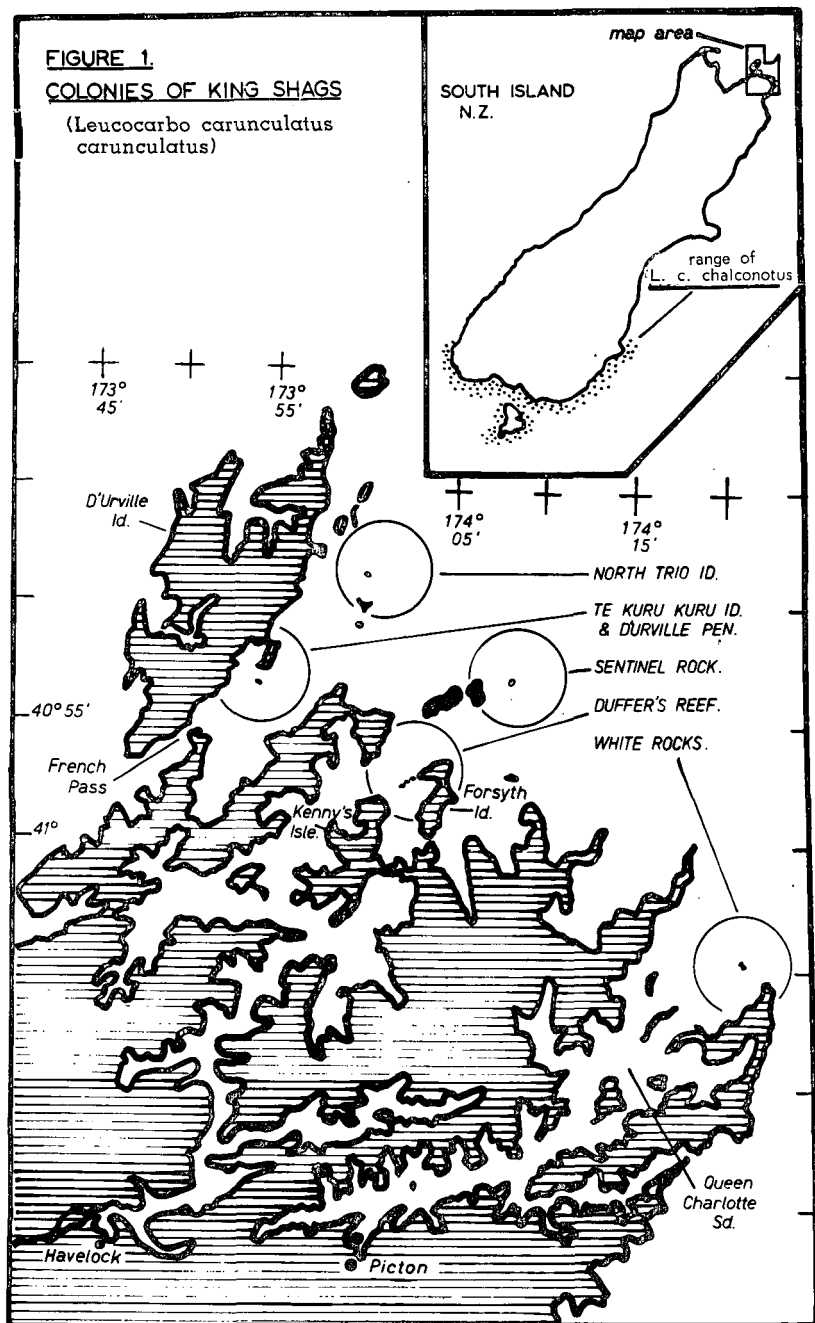 FIGURE 1.
COLONIES OF KING SHAGS
(Leucocarbo carunculatus
carunculatus)
map area
SOUTH ISLAND
N.Z.
range of
L. c. chalconotus
173°
45'
173°
55'
174°
05'
174°
15'
D'Urville
Id.
NORTH TRIO ID.
TE KURU KURU ID.
& D'URVILLE PEN.
SENTINEL ROCK.
DUFFER'S REEF.
WHITE ROCKS.
40° 55'
French
Pass
Kenny's
Isle.
Forsyth
Id.
41°
Queen
Charlotte
Sd.
Havelock
Picton